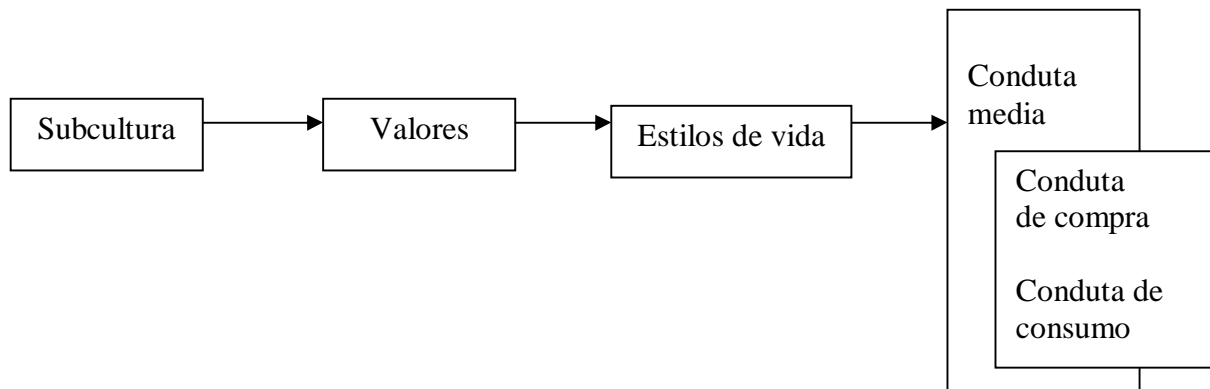 Subcultura
Valores
Estilos de vida
Conduta
media
Conduta
de compra
Conduta de
consumo